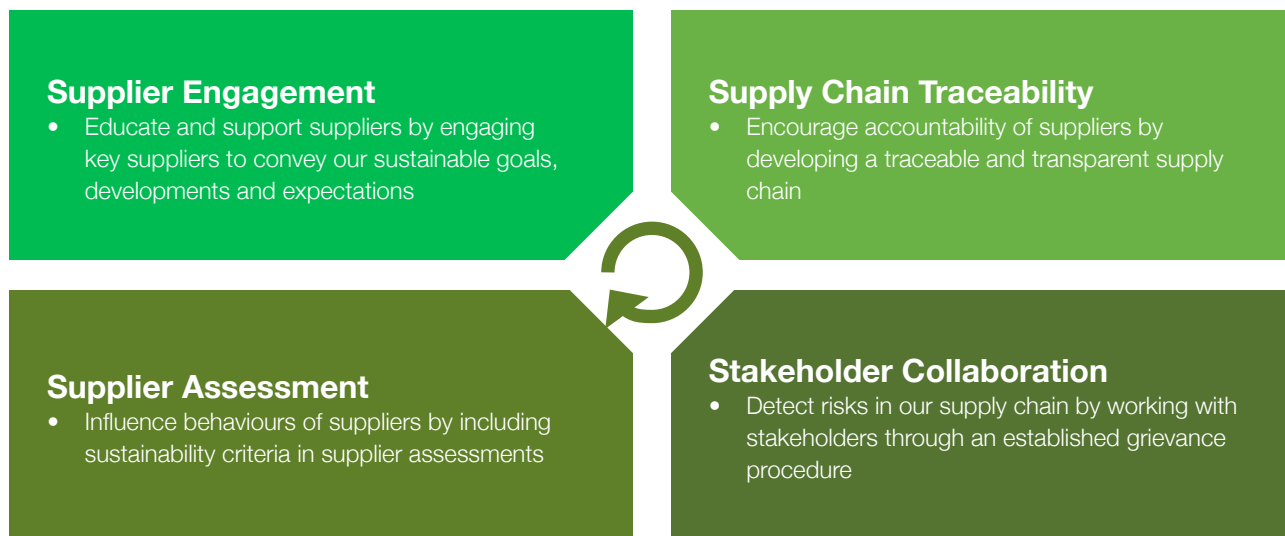 Supplier Engagement
• Educate and support suppliers by engaging
key suppliers to convey our sustainable goals,
developments and expectations
Supply Chain Traceability
• Encourage accountability of suppliers by
developing a traceable and transparent supply
chain
Supplier Assessment
• Influence behaviours of suppliers by including
sustainability criteria in supplier assessments
Stakeholder Collaboration
• Detect risks in our supply chain by working with
stakeholders through an established grievance
procedure